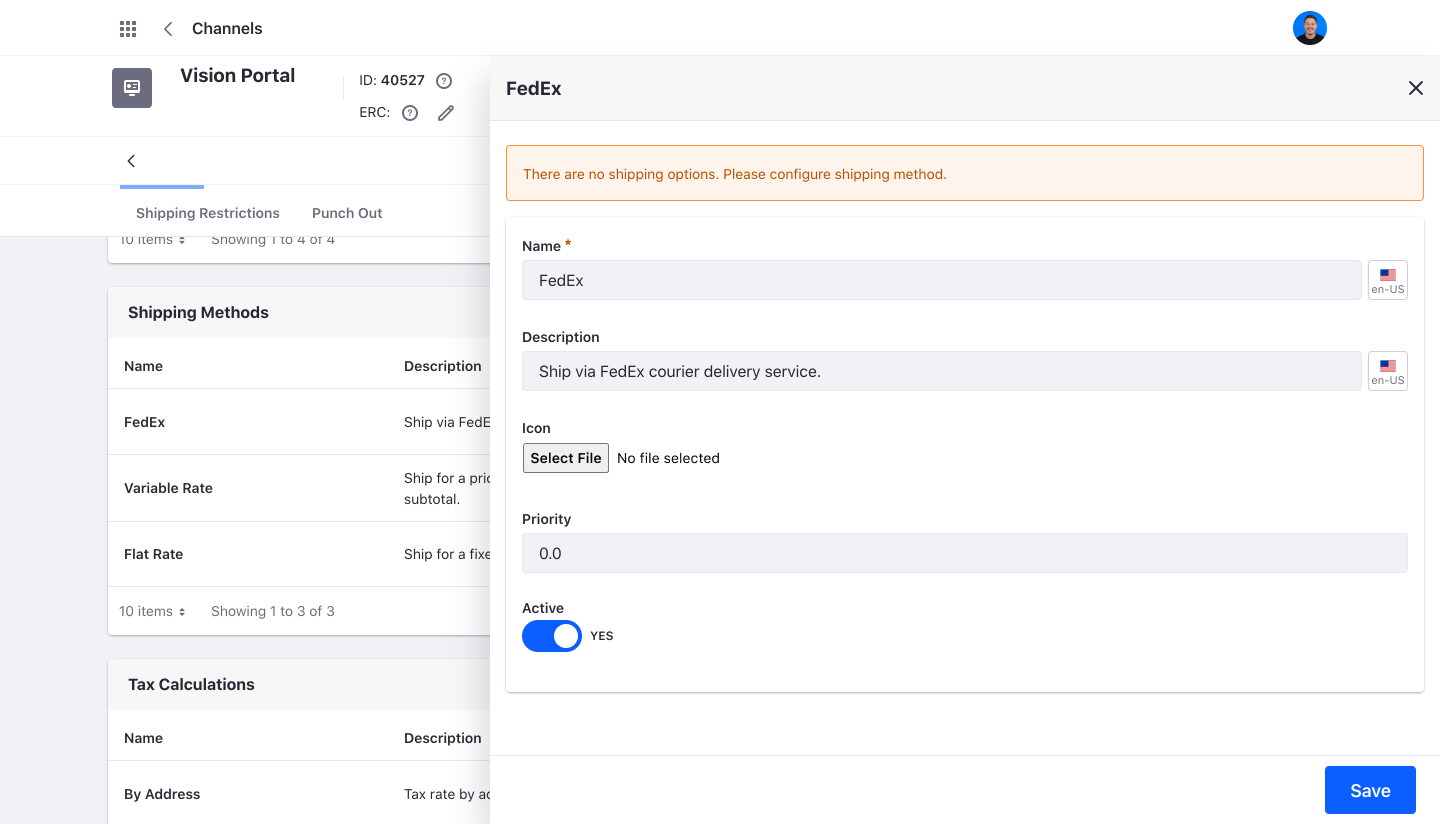 Channels
Vision Portal
ID: 40527
ERC:
Shipping Restrictions
Punch Out
10 items
Showing 1 to 4 of 4
Shipping Methods
Name
Description
FedEx
Ship via FedE
Variable Rate
Ship for a pric
subtotal.
Flat Rate
Ship for a fixe
10 items
Showing 1 to 3 of 3
Tax Calculations
Name
Description
By Address
Tax rate by ad
FedEx
There are no shipping options. Please configure shipping method.
Name *
FedEx
en-US
Description
Ship via FedEx courier delivery service.
en-US
Icon
Select File No file selected
Priority
0.0
Active
YES
Save